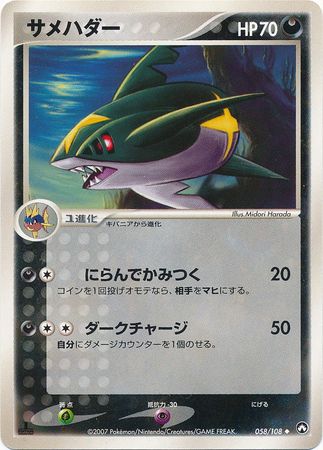 サメハダー HP70
Illus. Midori Harada
1進化
キバニアから進化
にらんでかみつく 20
コインを1回投げオモテなら、相手をマヒにする。
ダークチャージ 50
自分にダメージカウンターを1個のせる。
弱点 抵抗力 -30 にげる
©2007 Pokémon/Nintendo/Creatures/GAME FREAK. 058/108